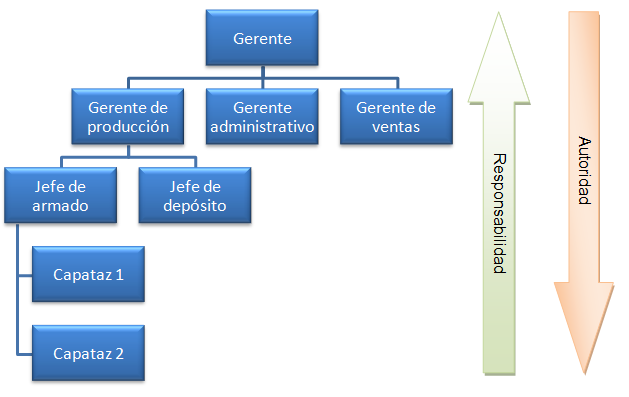 Gerente
Gerente de
producción
Gerente
administrativo
Gerente de
ventas
Jefe de
armado
Jefe de
depósito
Capataz 1
Capataz 2
Responsabilidad
Autoridad